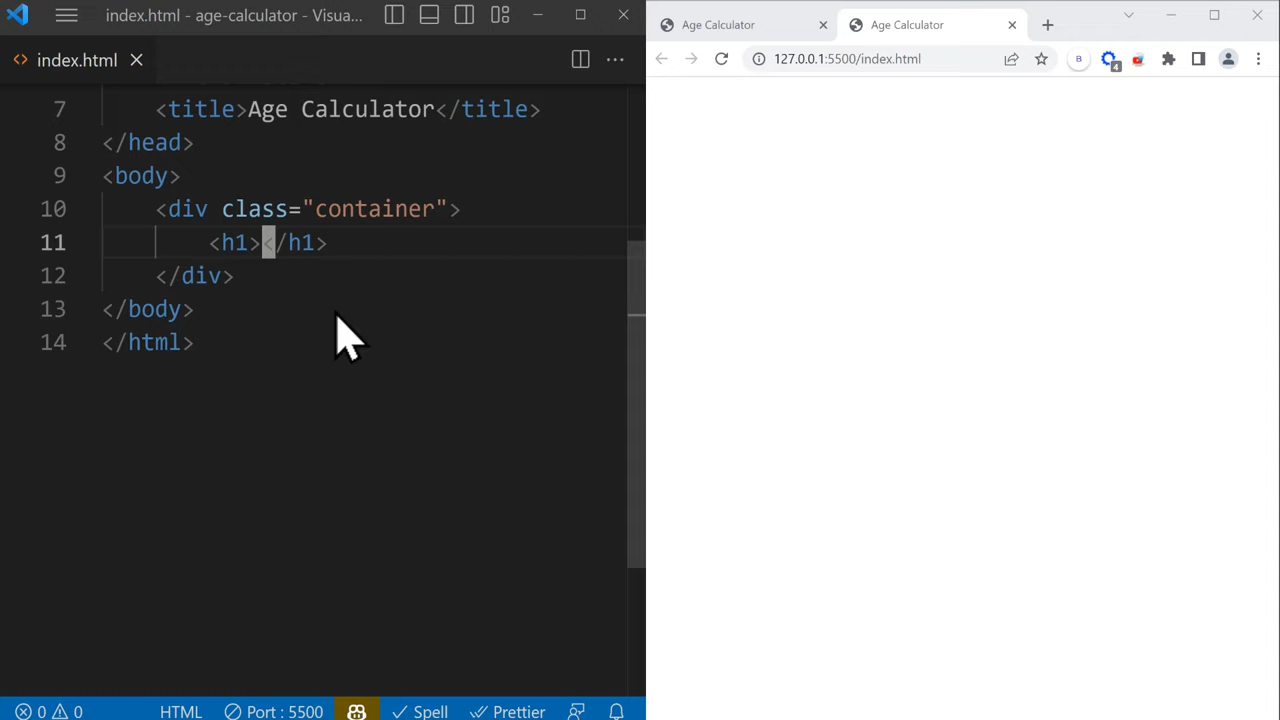 index.html - age-calculator - Visua...
index.html
7 <title>Age Calculator</title>
8 </head>
9 <body>
10 <div class="container">
11 <h1></h1>
12 </div>
13 </body>
14 </html>
0 0 HTML Port : 5500 Spell Prettier
Age Calculator Age Calculator
127.0.0.1:5500/index.html
B
4